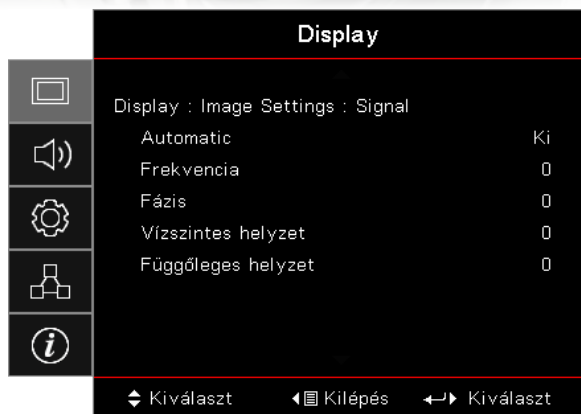 Display
Display : Image Settings : Signal
Automatic Ki
Frekvencia 0
Fázis 0
Vízszintes helyzet 0
Függőleges helyzet 0
Kiválaszt Kilépés Kiválaszt